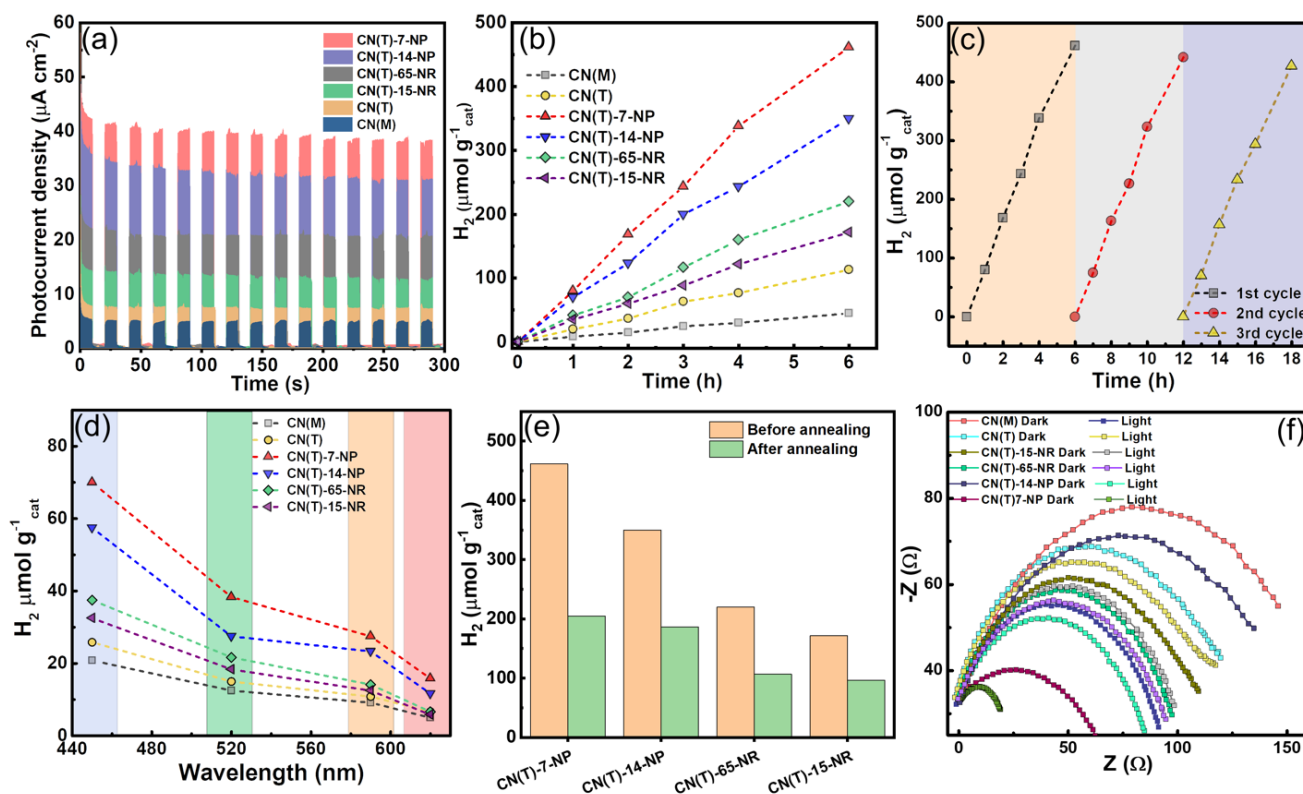 (a)
Photocurrent density (μA cm⁻²)
60
50
40
30
20
10
0
CN(T)-7-NP
CN(T)-14-NP
CN(T)-65-NR
CN(T)-15-NR
CN(T)
CN(M)
0 50 100 150 200 250 300
Time (s)
(b)
H₂ (μmol g⁻¹cat)
500
450
400
350
300
250
200
150
100
50
0
CN(M)
CN(T)
CN(T)-7-NP
CN(T)-14-NP
CN(T)-65-NR
CN(T)-15-NR
0 1 2 3 4 5 6
Time (h)
(c)
H₂ (μmol g⁻¹cat)
500
400
300
200
100
0
1st cycle
2nd cycle
3rd cycle
0 2 4 6 8 10 12 14 16 18
Time (h)
(d)
H₂ μmol g⁻¹cat
80
60
40
20
0
CN(M)
CN(T)
CN(T)-7-NP
CN(T)-14-NP
CN(T)-65-NR
CN(T)-15-NR
440 480 520 560 600
Wavelength (nm)
(e)
H₂ (μmol g⁻¹cat)
500
400
300
200
100
0
Before annealing
After annealing
CN(T)-7-NP CN(T)-14-NP CN(T)-65-NR CN(T)-15-NR
(f)
-Z (Ω)
100
80
60
40
CN(M) Dark Light
CN(T) Dark Light
CN(T)-15-NR Dark Light
CN(T)-65-NR Dark Light
CN(T)-14-NP Dark Light
CN(T)7-NP Dark Light
0 50 100 150
Z (Ω)